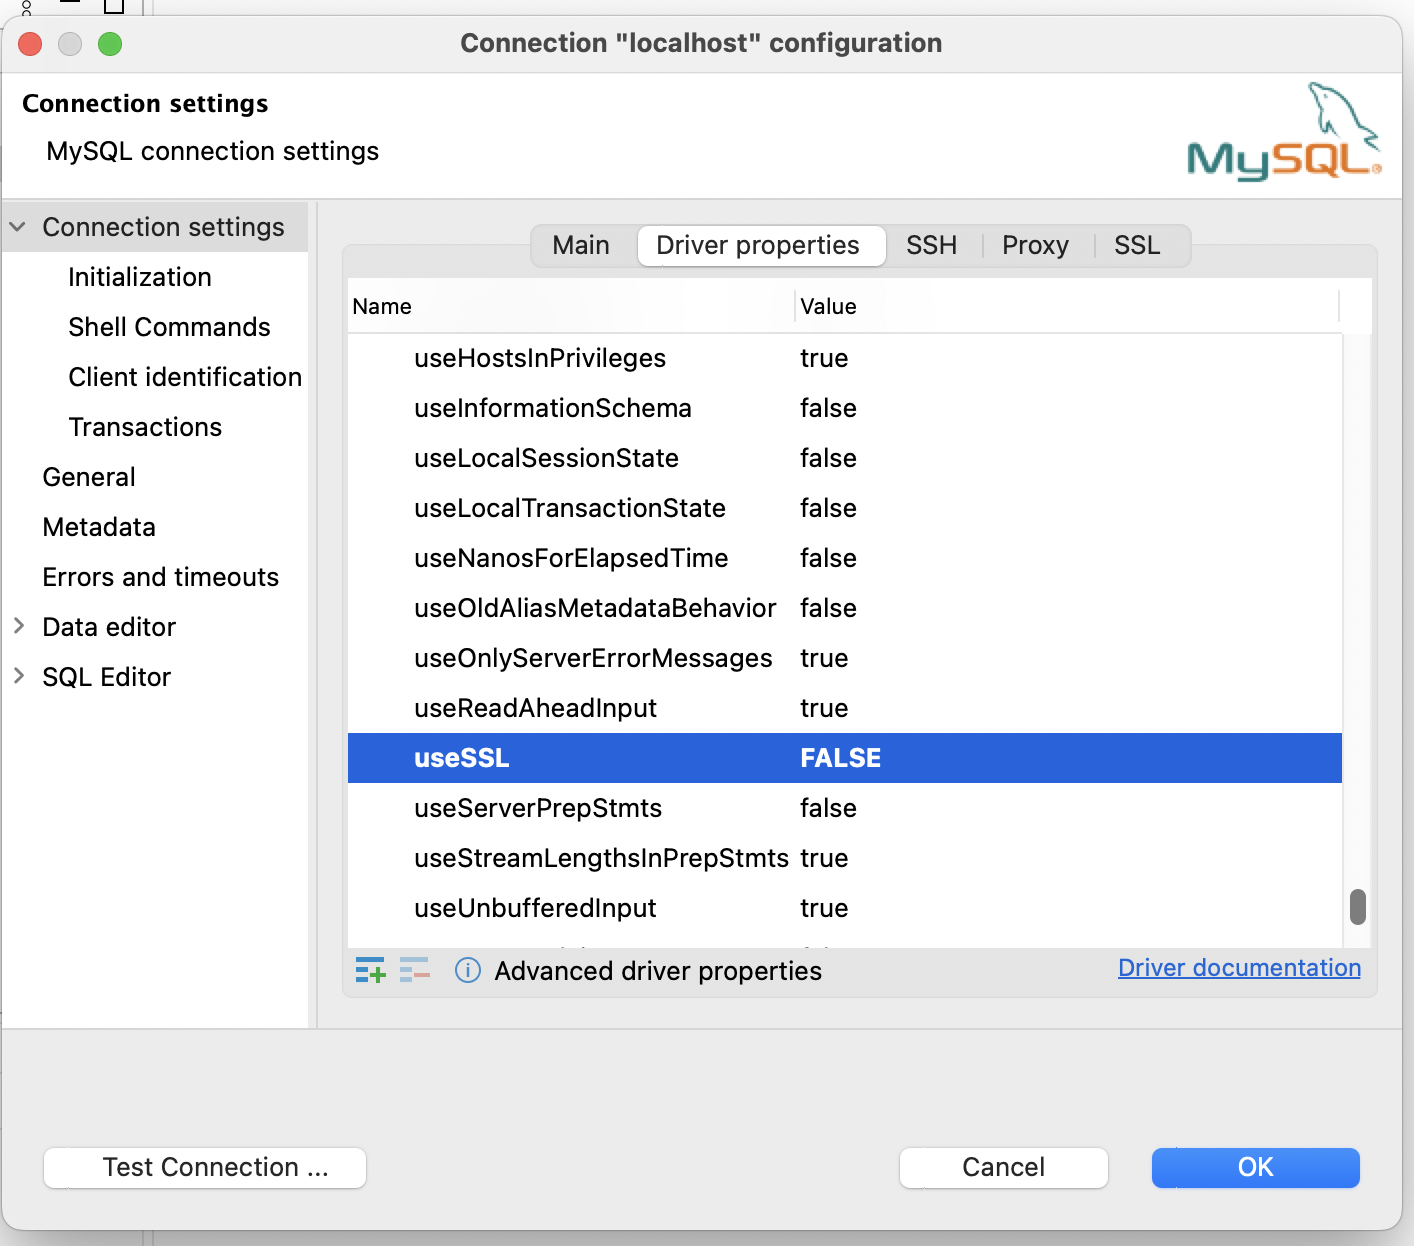 Connection "localhost" configuration
Connection settings
MySQL connection settings
MySQL
Connection settings
Initialization
Shell Commands
Client identification
Transactions
General
Metadata
Errors and timeouts
Data editor
SQL Editor
Main Driver properties SSH Proxy SSL
Name Value
useHostsInPrivileges true
useInformationSchema false
useLocalSessionState false
useLocalTransactionState false
useNanosForElapsedTime false
useOldAliasMetadataBehavior false
useOnlyServerErrorMessages true
useReadAheadInput true
useSSL FALSE
useServerPrepStmts false
useStreamLengthsInPrepStmts true
useUnbufferedInput true
Advanced driver properties Driver documentation
Test Connection ... Cancel OK